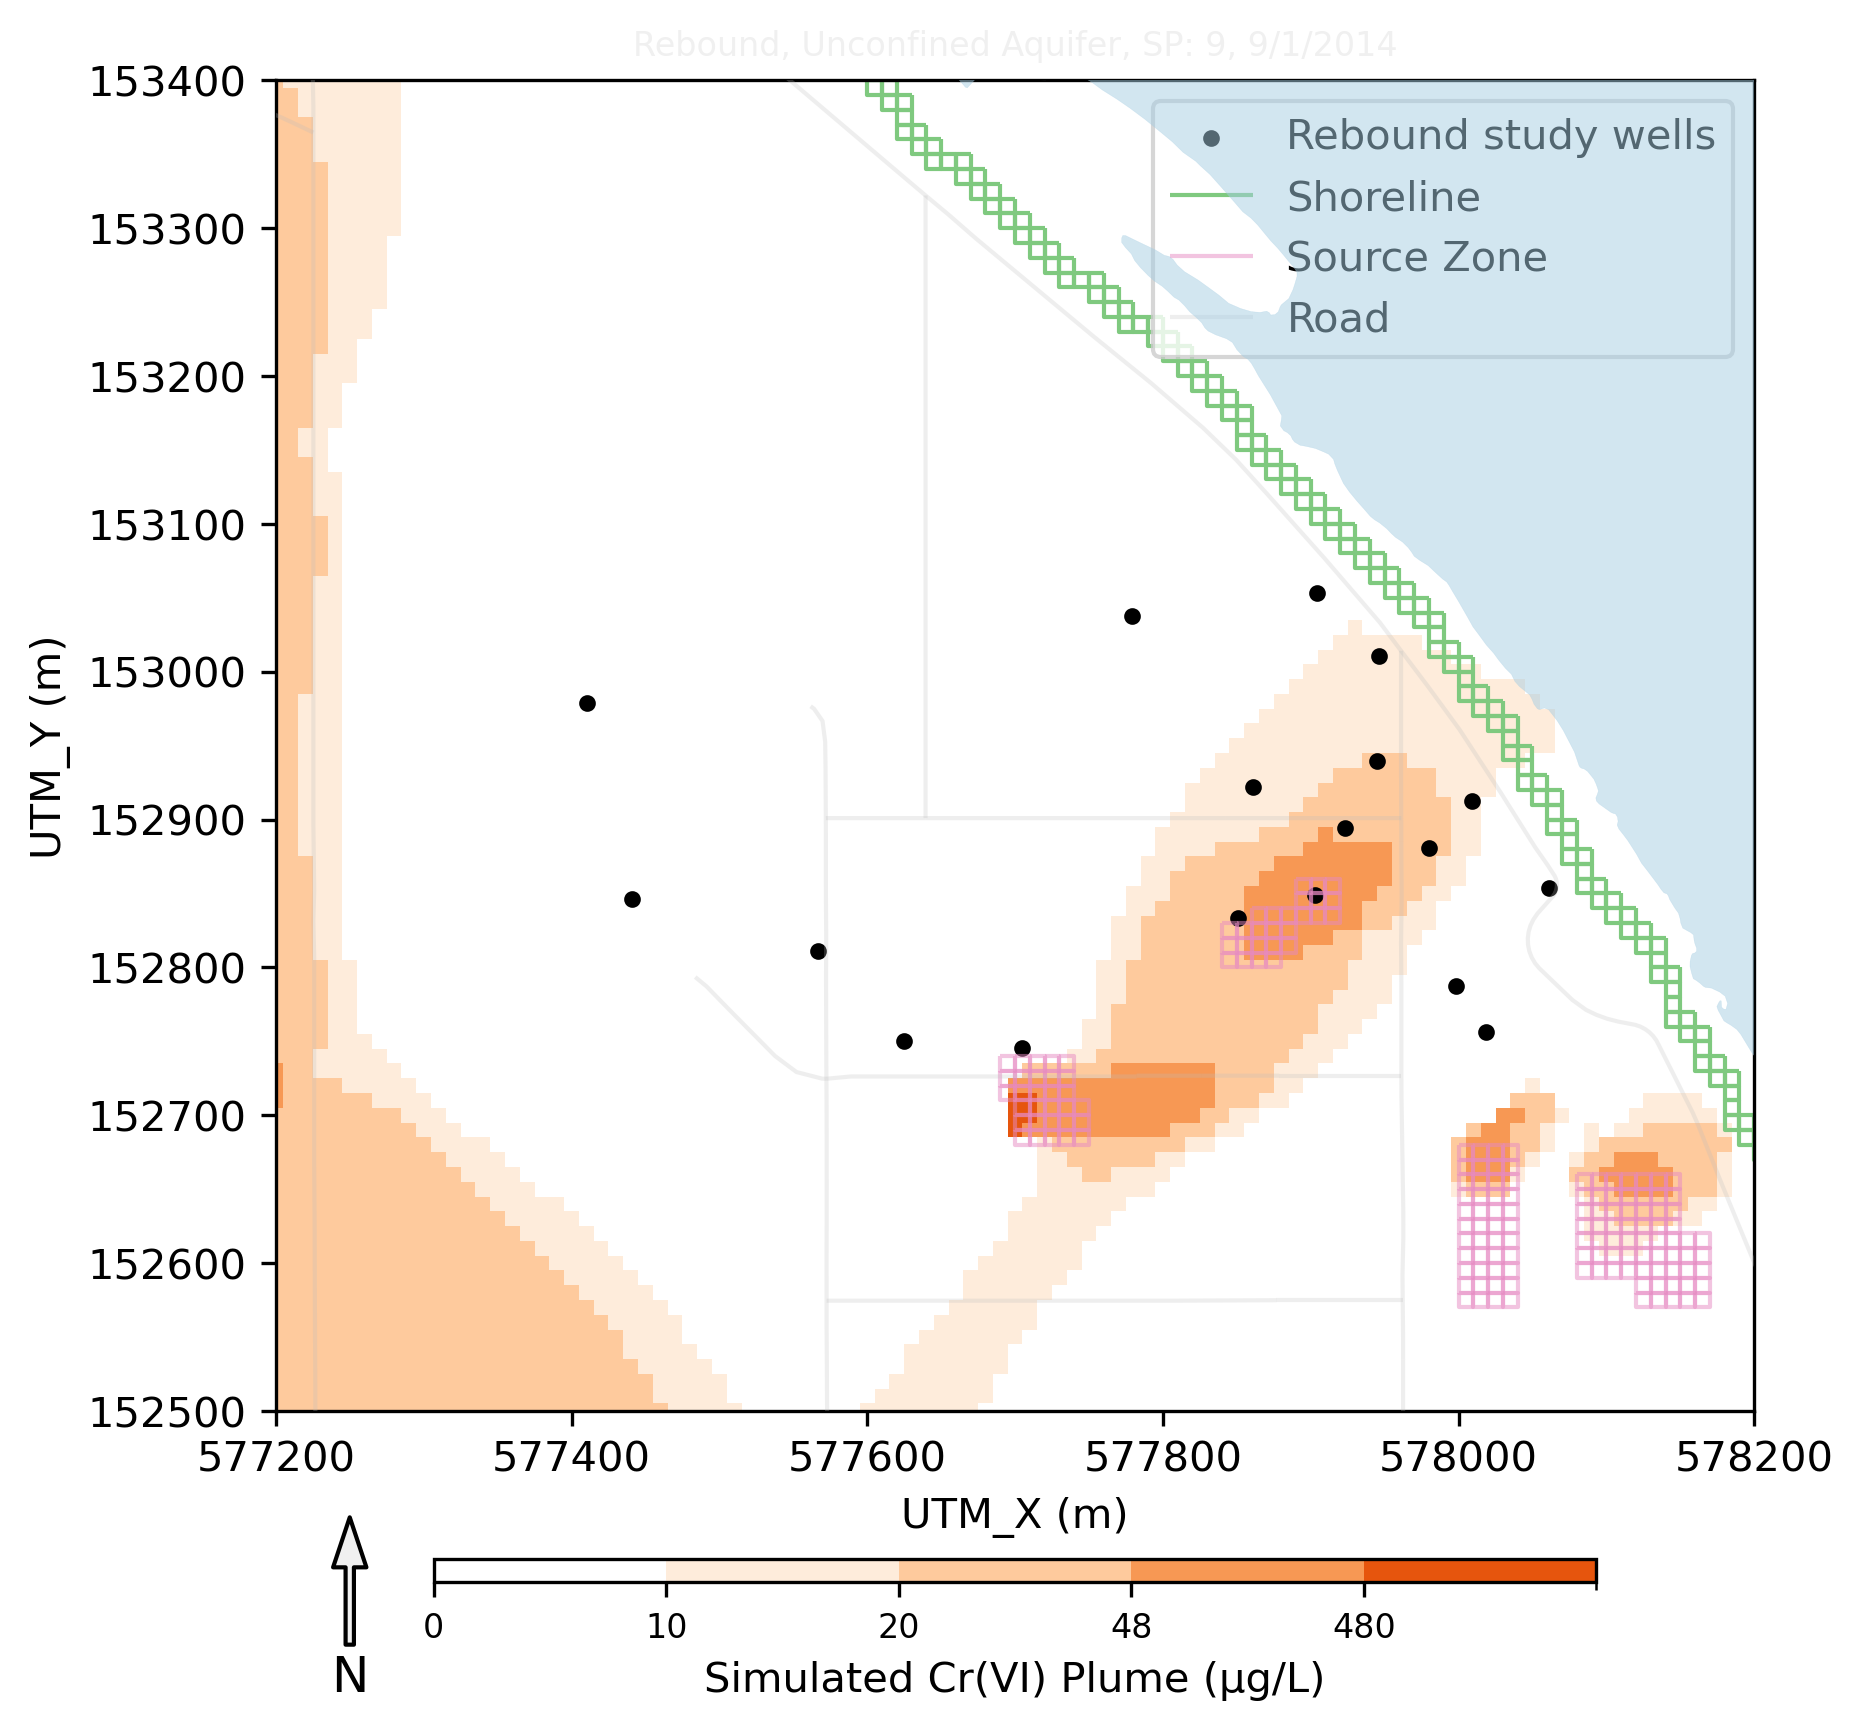 Rebound, Unconfined Aquifer, SP: 9, 9/1/2014
153400
153300
153200
153100
153000
152900
152800
152700
152600
152500
UTM_Y (m)
Rebound study wells
Shoreline
Source Zone
Road
577200 577400 577600 577800 578000 578200
UTM_X (m)
N
0 10 20 48 480
Simulated Cr(VI) Plume (µg/L)